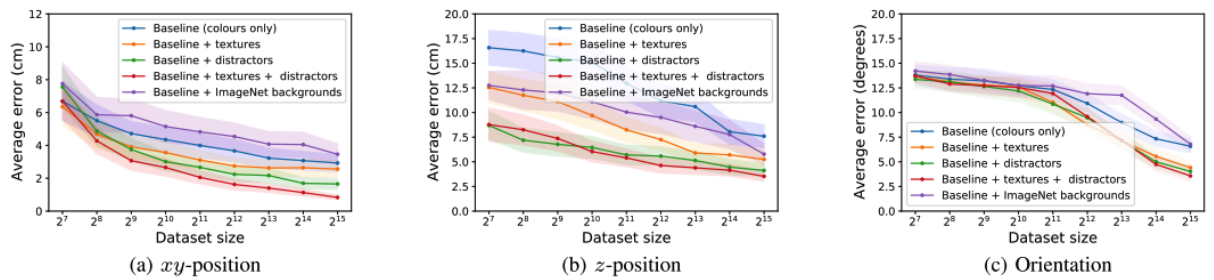 Average error (cm)
12
10
8
6
4
2
0
Baseline (colours only)
Baseline + textures
Baseline + distractors
Baseline + textures + distractors
Baseline + ImageNet backgrounds
2^7 2^8 2^9 2^10 2^11 2^12 2^13 2^14 2^15
Dataset size
(a) xy-position
Average error (cm)
20.0
17.5
15.0
12.5
10.0
7.5
5.0
2.5
0.0
Baseline (colours only)
Baseline + textures
Baseline + distractors
Baseline + textures + distractors
Baseline + ImageNet backgrounds
2^7 2^8 2^9 2^10 2^11 2^12 2^13 2^14 2^15
Dataset size
(b) z-position
Average error (degrees)
20.0
17.5
15.0
12.5
10.0
7.5
5.0
2.5
0.0
Baseline (colours only)
Baseline + textures
Baseline + distractors
Baseline + textures + distractors
Baseline + ImageNet backgrounds
2^7 2^8 2^9 2^10 2^11 2^12 2^13 2^14 2^15
Dataset size
(c) Orientation